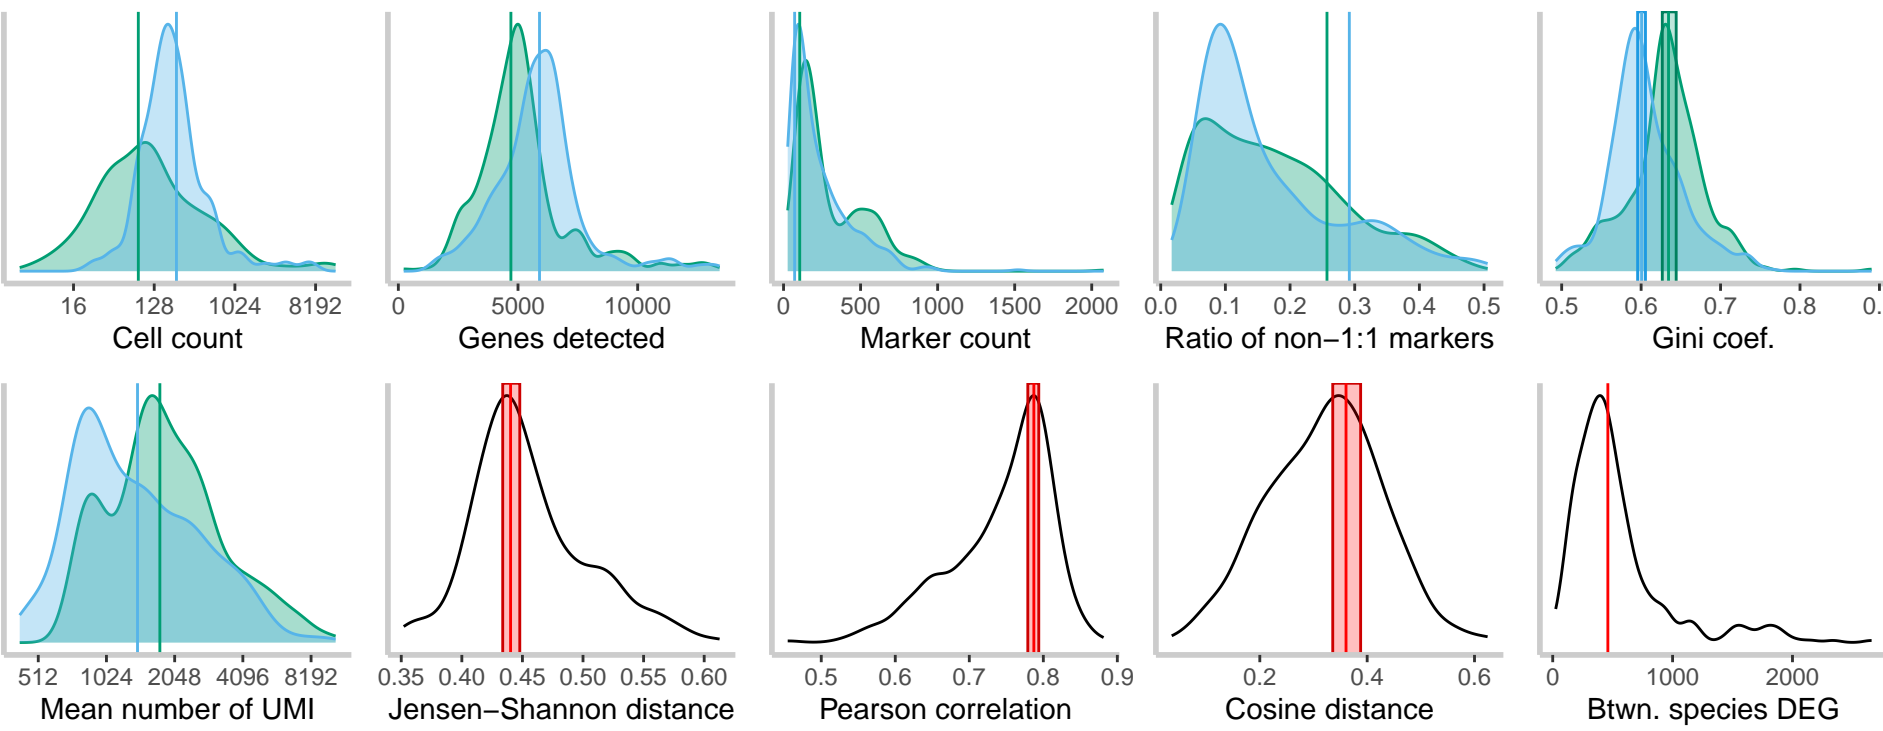 16 128 1024 8192
Cell count
0 5000 10000
Genes detected
0 500 1000 1500 2000
Marker count
0.0 0.1 0.2 0.3 0.4 0.5
Ratio of non−1:1 markers
0.5 0.6 0.7 0.8 0.
Gini coef.
512 1024 2048 4096 8192
Mean number of UMI
0.35 0.40 0.45 0.50 0.55 0.60
Jensen−Shannon distance
0.5 0.6 0.7 0.8 0.9
Pearson correlation
0.2 0.4 0.6
Cosine distance
0 1000 2000
Btwn. species DEG